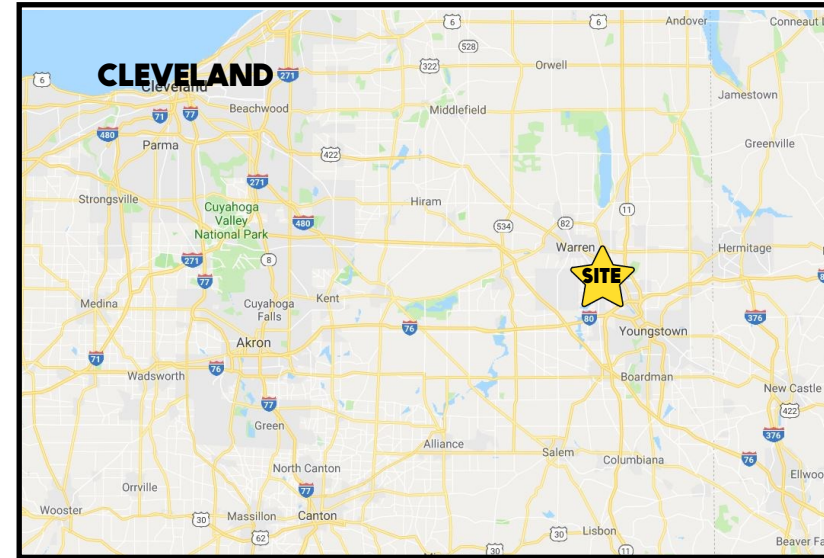 6
6
Andover
Conneaut L
528
CLEVELAND
271
322
Orwell
6
Cleveland
Jamestown
71
77
Beachwood
Middlefield
480
Parma
Greenville
422
271
Strongsville
Hiram
Cuyahoga
Valley
National Park
11
480
534
82
Warren
Hermitage
271
8
SITE
77
Medina
Cuyahoga
Falls
Kent
80
376
76
Youngstown
Akron
71
76
Wadsworth
Boardman
77
New Castle
422
Green
376
Alliance
Salem
Columbiana
76
North Canton
Ellwoo
Orrville
77
Wooster
30
Massillon
Canton
62
30
Lisbon
30
11
Beaver Fa